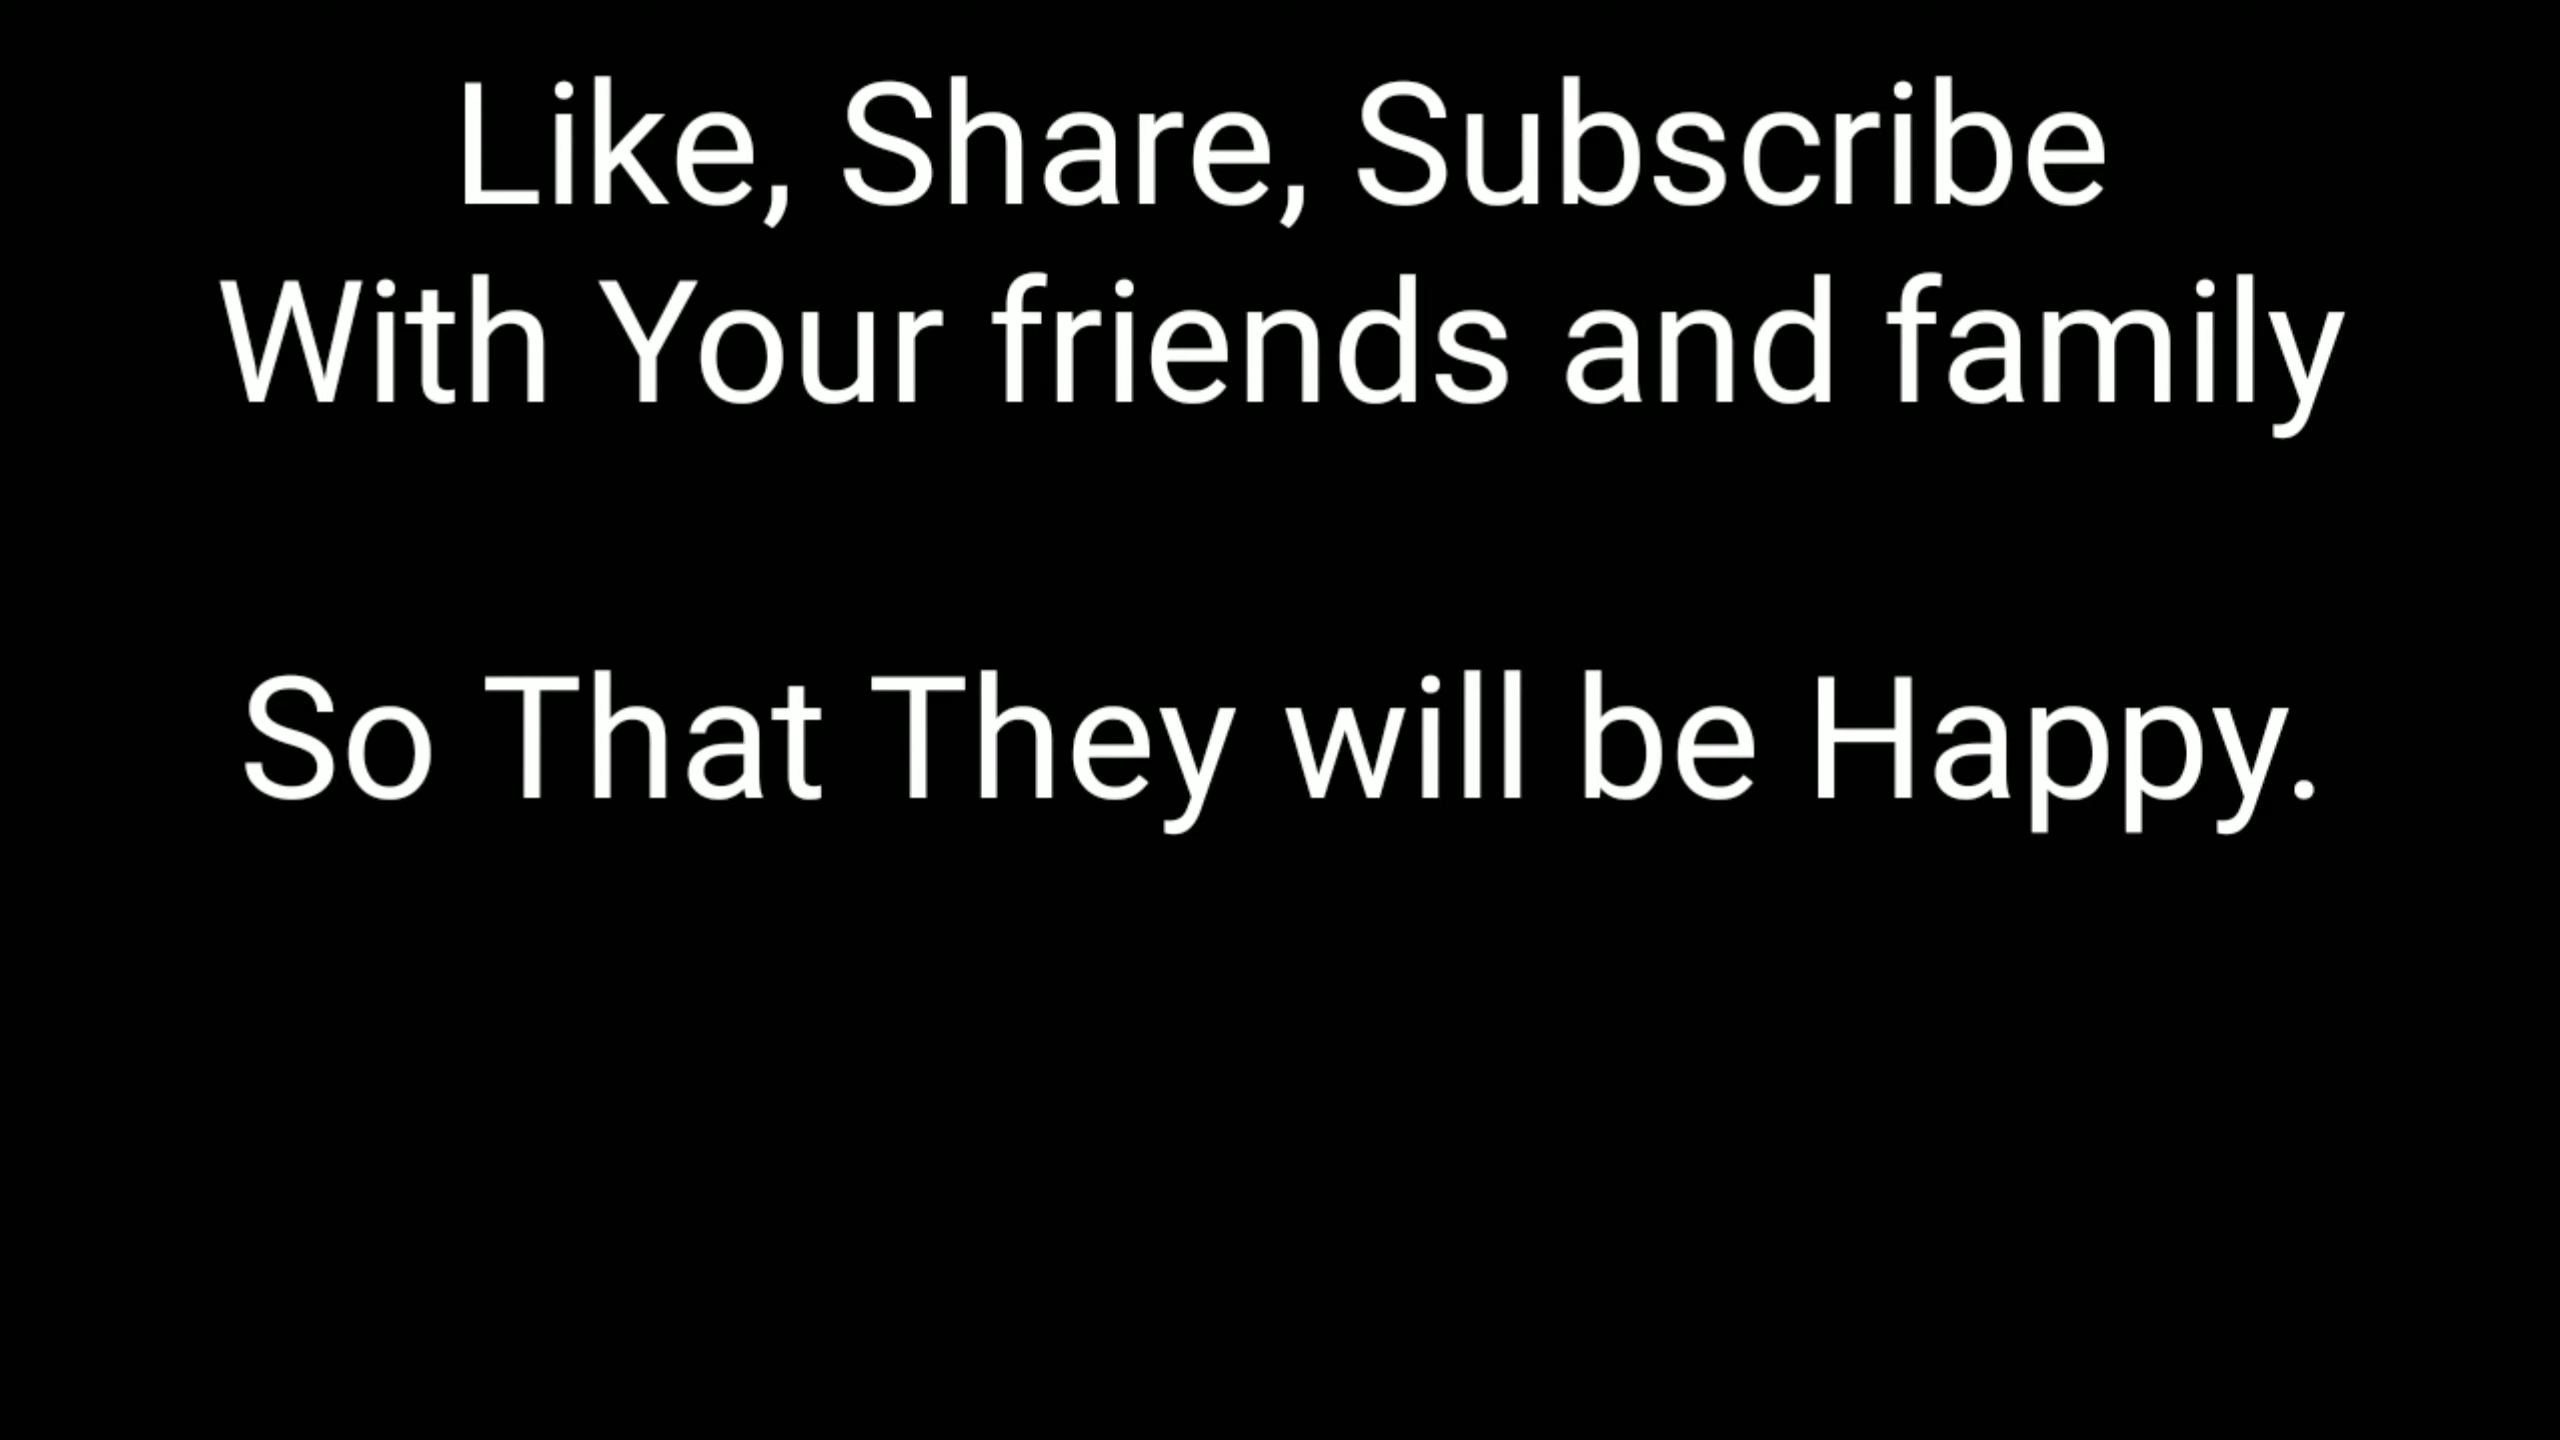 Like, Share, Subscribe
With Your friends and family
So That They will be Happy.